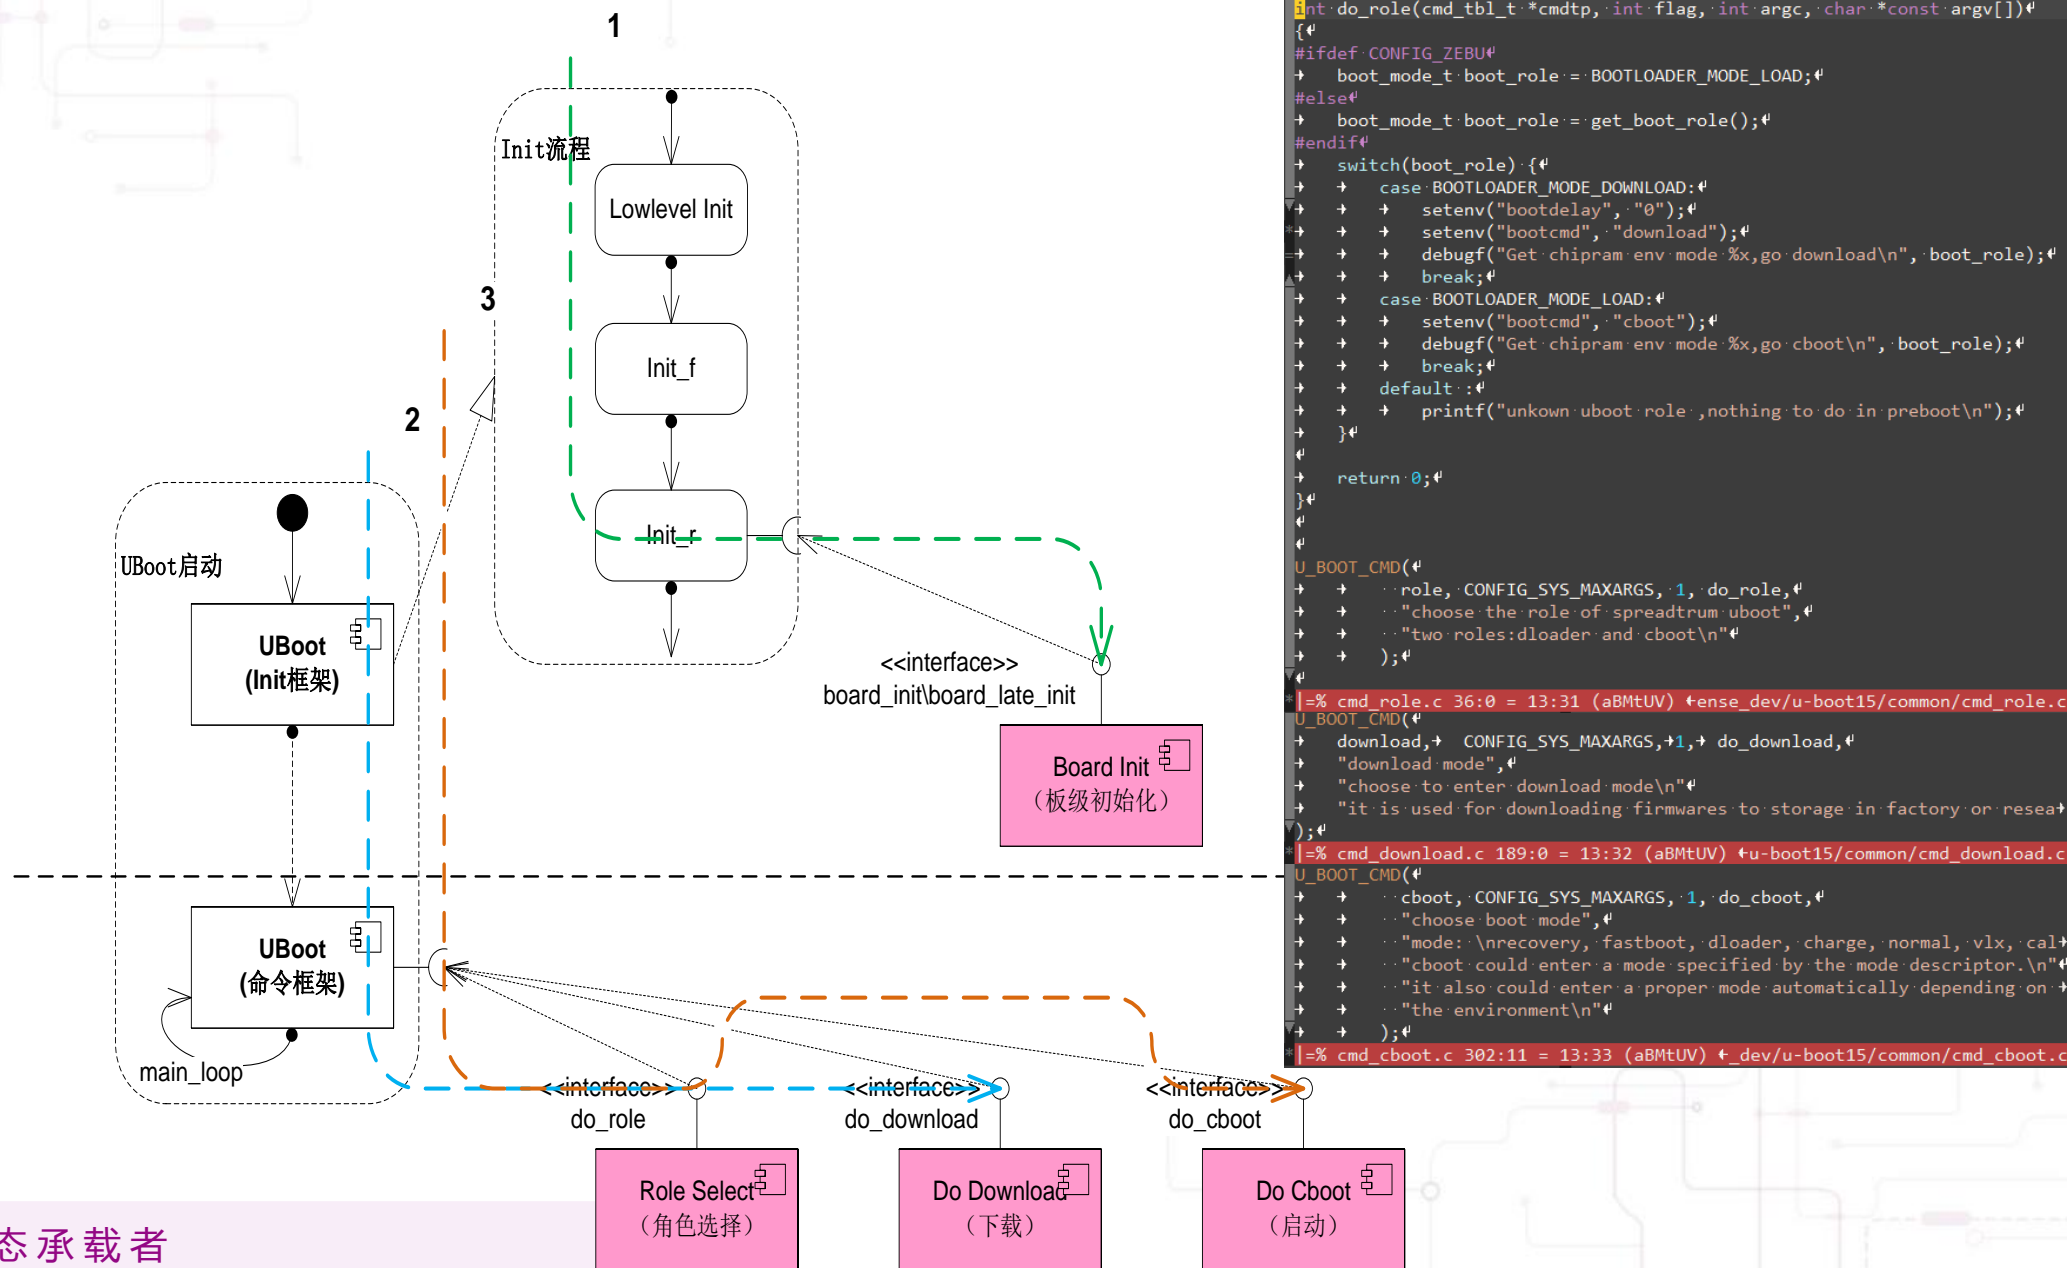 1
Init流程
Lowlevel Init
3
Init_f
2
Init_r
UBoot启动
UBoot
(Init框架)
<<interface>>
board_init\board_late_init
Board Init
（板级初始化）
UBoot
(命令框架)
main_loop
<<interface>>
do_role
<<interface>>
do_download
<<interface>>
do_cboot
Role Select
（角色选择）
Do Download
（下载）
Do Cboot
（启动）
态承载者
int do_role(cmd_tbl_t *cmdtp, int flag, int argc, char *const argv[])
{
#ifdef CONFIG_ZEBU
boot_mode_t boot_role = BOOTLOADER_MODE_LOAD;
#else
boot_mode_t boot_role = get_boot_role();
#endif
switch(boot_role) {
case BOOTLOADER_MODE_DOWNLOAD:
setenv("bootdelay", "0");
setenv("bootcmd", "download");
debugf("Get chipram env mode %x,go download\n", boot_role);
break;
case BOOTLOADER_MODE_LOAD:
setenv("bootcmd", "cboot");
debugf("Get chipram env mode %x,go cboot\n", boot_role);
break;
default :
printf("unkown uboot role ,nothing to do in preboot\n");
}
return 0;
}
U_BOOT_CMD(
role, CONFIG_SYS_MAXARGS, 1, do_role,
"choose the role of spreadtrum uboot",
"two roles:dloader and cboot\n"
);
|=% cmd_role.c 36:0 = 13:31 (aBMtUV) ense_dev/u-boot15/common/cmd_role.c
U_BOOT_CMD(
download, CONFIG_SYS_MAXARGS, 1, do_download,
"download mode",
"choose to enter download mode\n"
"it is used for downloading firmwares to storage in factory or resea
);
|=% cmd_download.c 189:0 = 13:32 (aBMtUV) u-boot15/common/cmd_download.c
U_BOOT_CMD(
cboot, CONFIG_SYS_MAXARGS, 1, do_cboot,
"choose boot mode",
"mode: \nrecovery, fastboot, dloader, charge, normal, vlx, cal
"cboot could enter a mode specified by the mode descriptor.\n"
"it also could enter a proper mode automatically depending on
"the environment\n"
);
|=% cmd_cboot.c 302:11 = 13:33 (aBMtUV) _dev/u-boot15/common/cmd_cboot.c